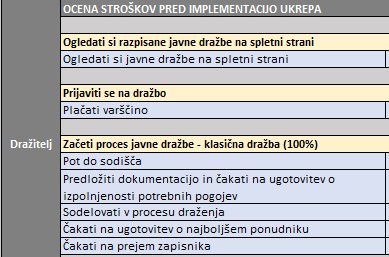 OCENA STROŠKOV PRED IMPLEMENTACIJO UKREPA
Ogledati si razpisane javne dražbe na spletni strani
Ogledati si javne dražbe na spletni strani
Prijaviti se na dražbo
Plačati varščino
Dražitelj
Začeti proces javne dražbe - klasična dražba (100%)
Pot do sodišča
Predložiti dokumentacijo in čakati na ugotovitev o
izpolnjenosti potrebnih pogojev
Sodelovati v procesu draženja
Čakati na ugotovitev o najboljšem ponudniku
Čakati na prejem zapisnika